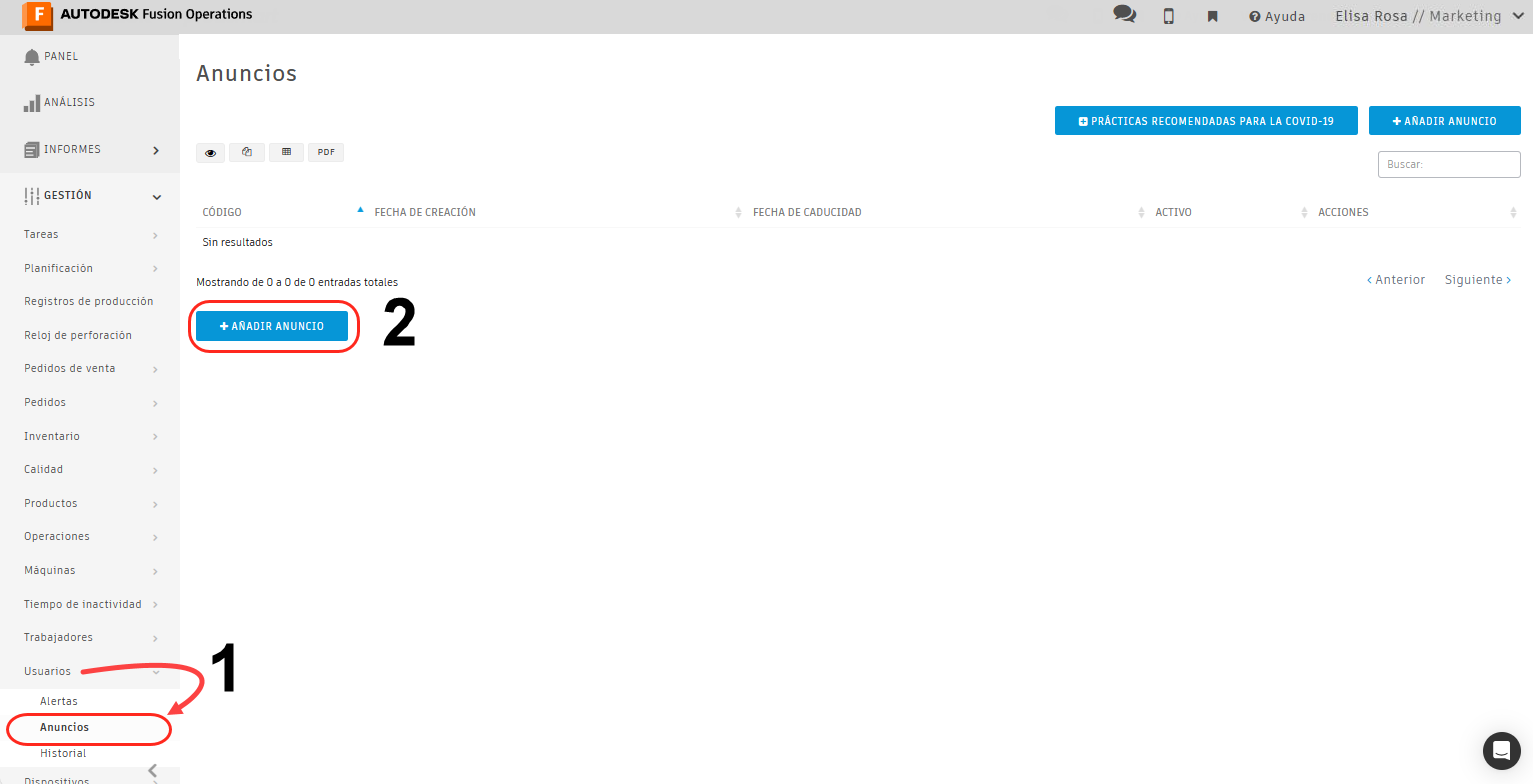 F AUTODESK Fusion Operations
Ayuda
Elisa Rosa // Marketing
PANEL
ANÁLISIS
INFORMES
GESTIÓN
Tareas
Planificación
Registros de producción
Reloj de perforación
Pedidos de venta
Pedidos
Inventario
Calidad
Productos
Operaciones
Máquinas
Tiempo de inactividad
Trabajadores
Usuarios
1
Alertas
Anuncios
Historial
Dispositivos
Anuncios
PRÁCTICAS RECOMENDADAS PARA LA COVID-19
AÑADIR ANUNCIO
PDF
Buscar:
CÓDIGO FECHA DE CREACIÓN FECHA DE CADUCIDAD ACTIVO ACCIONES
Sin resultados
Mostrando de 0 a 0 de 0 entradas totales
‹ Anterior Siguiente ›
AÑADIR ANUNCIO
2